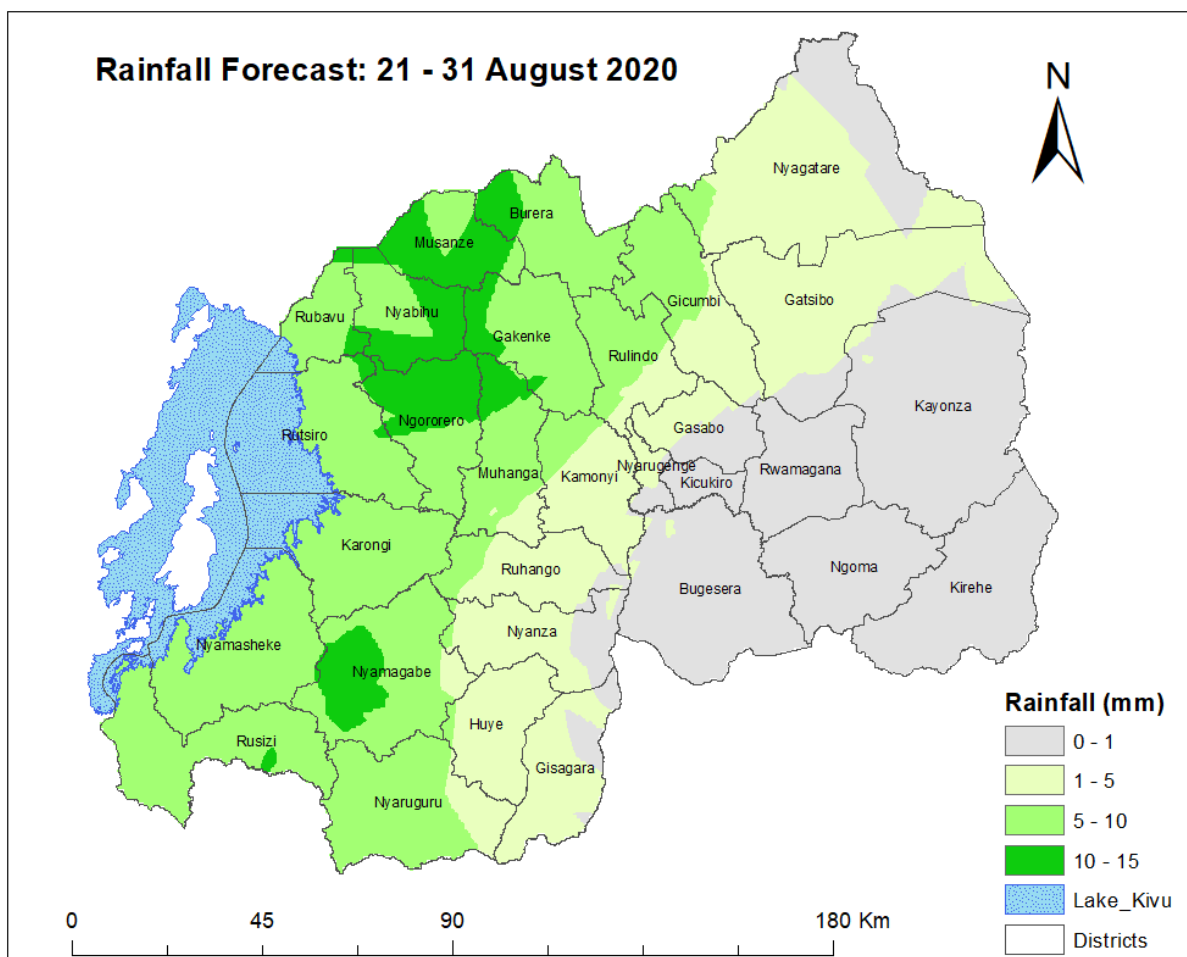 Rainfall Forecast: 21 - 31 August 2020
N
Nyagatare
Burera
Musanze
Gicumbi
Gatsibo
Rubavu
Nyabihu
Gakenke
Rulindo
Kayonza
Ngororero
Rutsiro
Gasabo
Muhanga
Kamonyi
Nyarugenge
Kicukiro
Rwamagana
Karongi
Ruhango
Bugesera
Ngoma
Kirehe
Nyamasheke
Nyanza
Nyamagabe
Huye
Rusizi
Gisagara
Nyaruguru
Rainfall (mm)
0 - 1
1 - 5
5 - 10
10 - 15
Lake_Kivu
Districts
0 45 90 180 Km